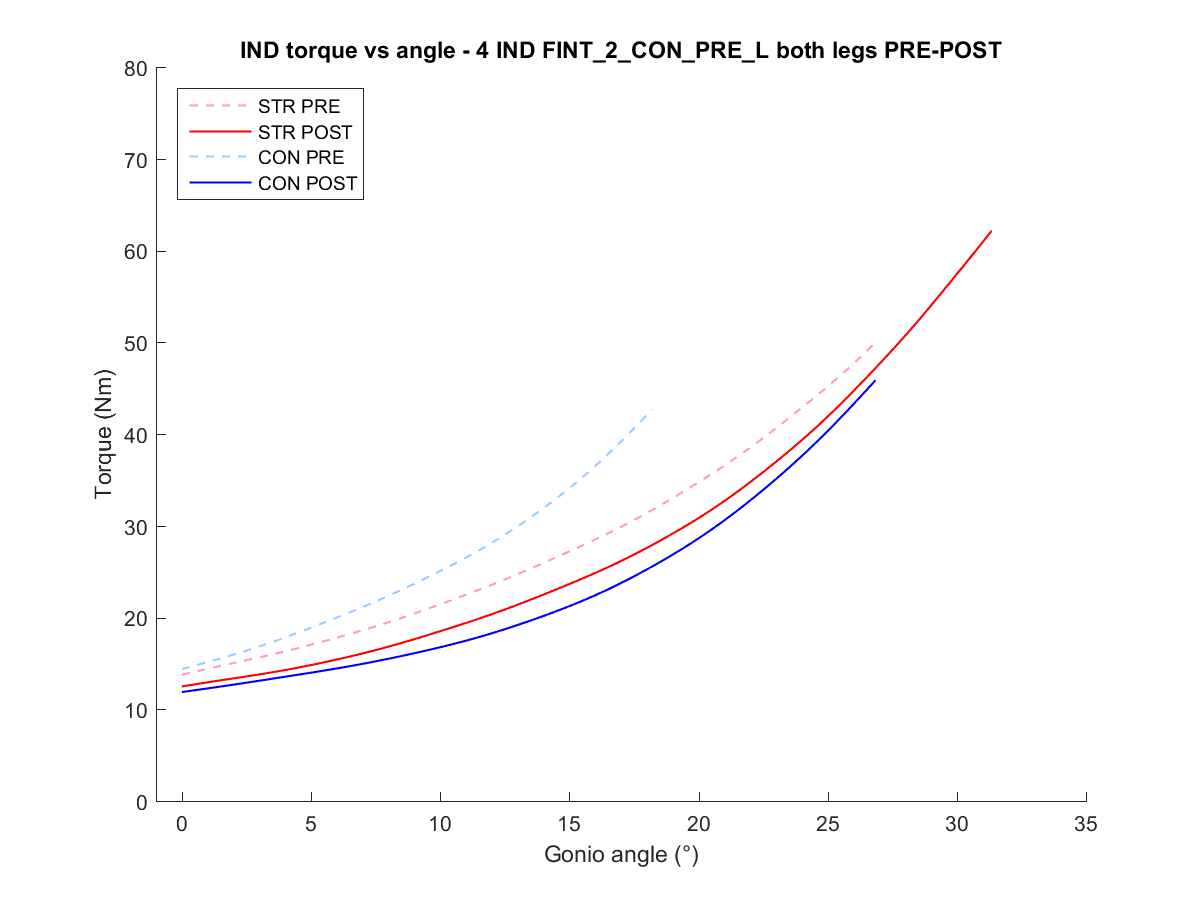 IND torque vs angle - 4 IND FINT_2_CON_PRE_L both legs PRE-POST
80
70
60
50
40
30
20
10
0
Torque (Nm)
STR PRE
STR POST
CON PRE
CON POST
0 5 10 15 20 25 30 35
Gonio angle (°)